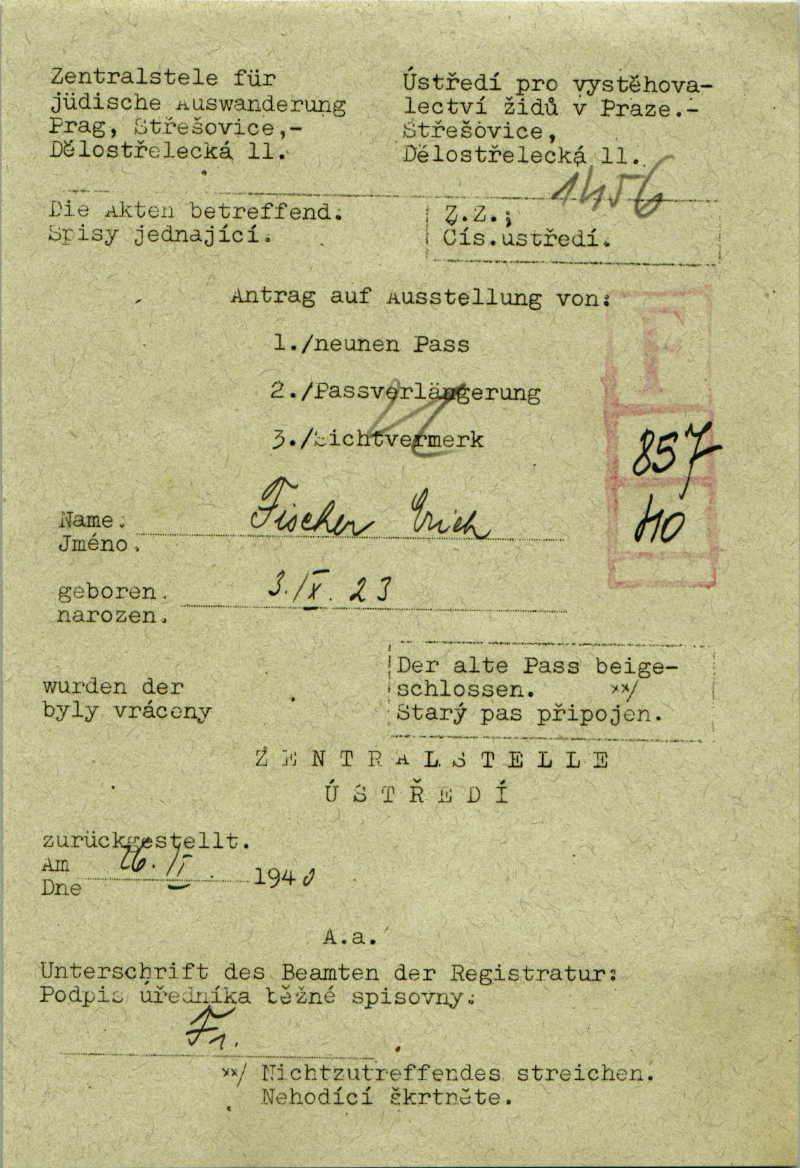 Zentralstele für
jüdische Auswanderung
Prag, Střešovice,-
Dělostřelecká 11.
Ústředí pro vystěhova-
lectví židů v Praze.-
Střešovice,
Dělostřelecká 11.
1456
Die Akten betreffend:
Spisy jednající:
Z.Z.:
Čís.ústředí:
Antrag auf Ausstellung von:
1./neunen Pass
2./Passverlängerung
3./Sichtvermerk
F
857
Name:
Jméno:
Fischer Erich
geboren:
narozen:
3./X. 23
wurden der
byly vráceny
Der alte Pass beige-
schlossen. xx/
Starý pas připojen.
ZENTRALSTELLE
ÚSTŘEDÍ
zurückgestellt.
Am
Dne
1940
A.a.
Unterschrift des Beamten der Registratur:
Podpis úředníka běžné spisovny:
xx/ Nichtzutreffendes streichen.
Nehodící škrtněte.